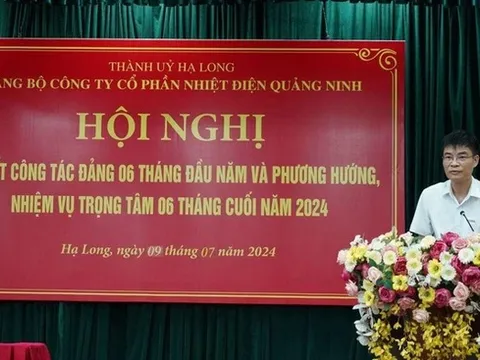 THÀNH UỶ HẠ LONG
BỘ CÔNG TY CỔ PHẦN NHIỆT ĐIỆN QUẢNG NINH
HỘI NGHỊ
CÔNG TÁC ĐẢNG 06 THÁNG ĐẦU NĂM VÀ PHƯƠNG HƯỚNG,
NHIỆM VỤ TRỌNG TÂM 06 THÁNG CUỐI NĂM 2024
Hạ Long, ngày 09 tháng 07 năm 2024